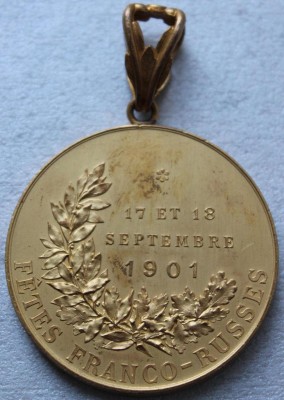 17 ET 18
SEPTEMBRE
1901
FÊTES FRANCO-RUSSES